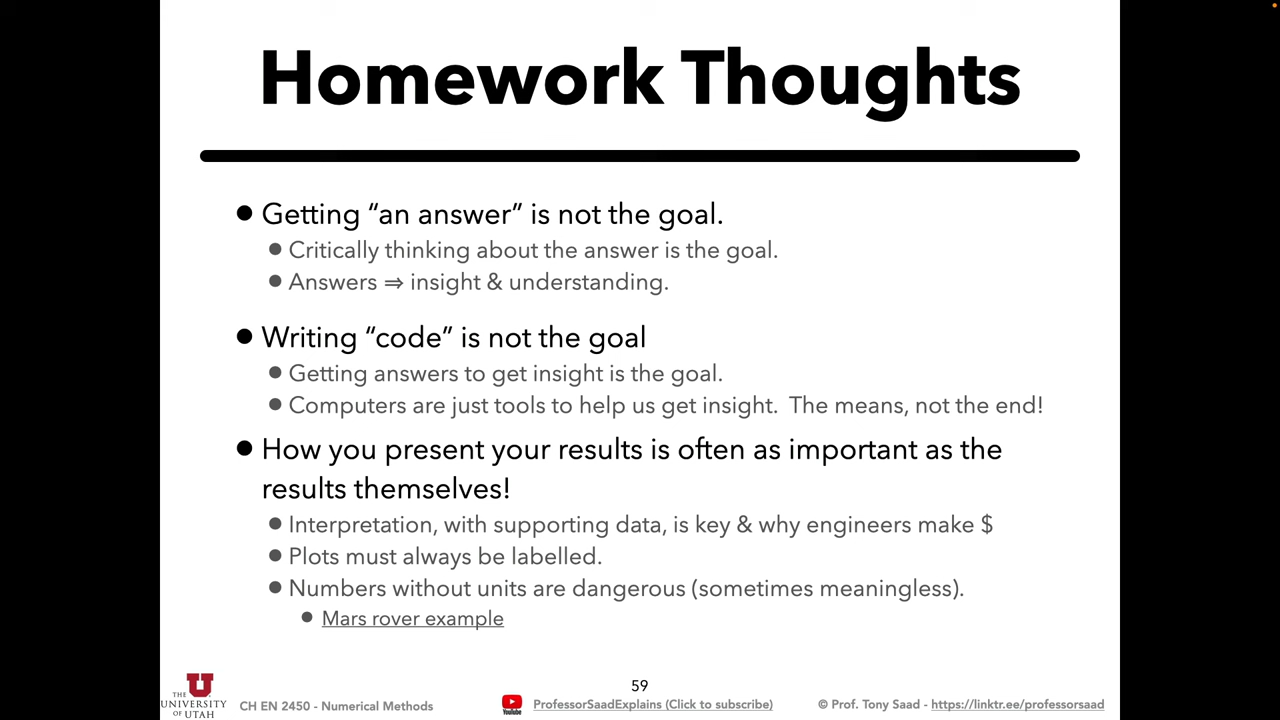 Homework Thoughts
● Getting “an answer” is not the goal.
● Critically thinking about the answer is the goal.
● Answers ⇒ insight & understanding.
● Writing “code” is not the goal
● Getting answers to get insight is the goal.
● Computers are just tools to help us get insight.  The means, not the end!
● How you present your results is often as important as the
results themselves!
● Interpretation, with supporting data, is key & why engineers make $
● Plots must always be labelled.
● Numbers without units are dangerous (sometimes meaningless).
● Mars rover example
59
THE
UNIVERSITY
OF UTAH
CH EN 2450 - Numerical Methods
YouTube
ProfessorSaadExplains (Click to subscribe)
© Prof. Tony Saad - https://linktr.ee/professorsaad